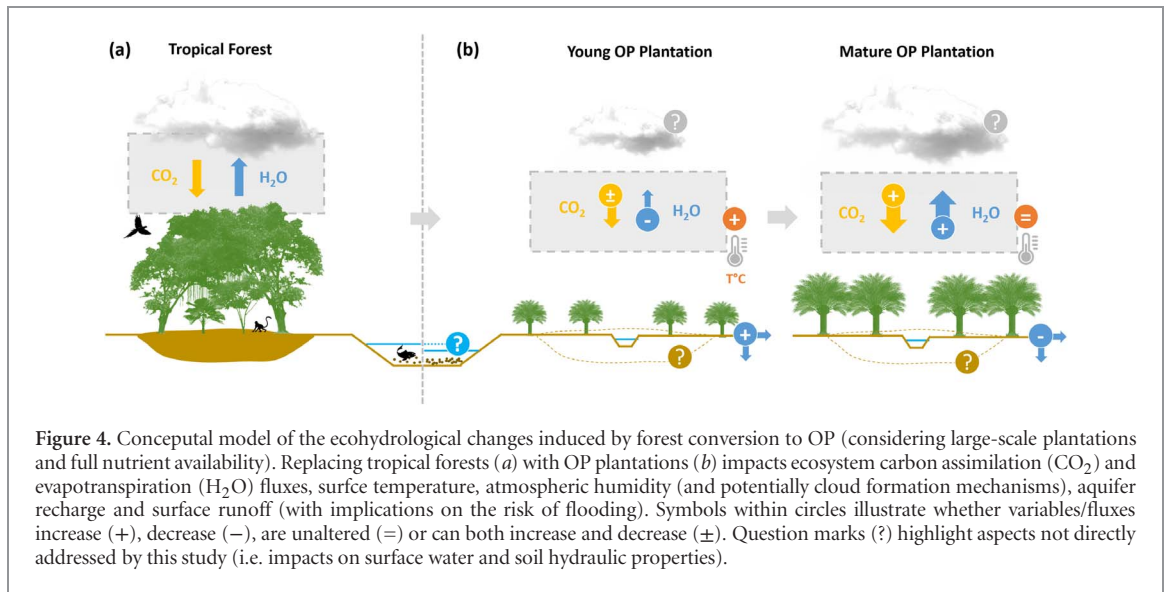 (a) Tropical Forest (b) Young OP Plantation Mature OP Plantation
? ?
CO₂ H₂O CO₂ ± - H₂O + CO₂ + + H₂O =
T°C
? + -
? ?
Figure 4. Conceputal model of the ecohydrological changes induced by forest conversion to OP (considering large-scale plantations
and full nutrient availability). Replacing tropical forests (a) with OP plantations (b) impacts ecosystem carbon assimilation (CO₂) and
evapotranspiration (H₂O) fluxes, surfce temperature, atmospheric humidity (and potentially cloud formation mechanisms), aquifer
recharge and surface runoff (with implications on the risk of flooding). Symbols within circles illustrate whether variables/fluxes
increase (+), decrease (−), are unaltered (=) or can both increase and decrease (±). Question marks (?) highlight aspects not directly
addressed by this study (i.e. impacts on surface water and soil hydraulic properties).